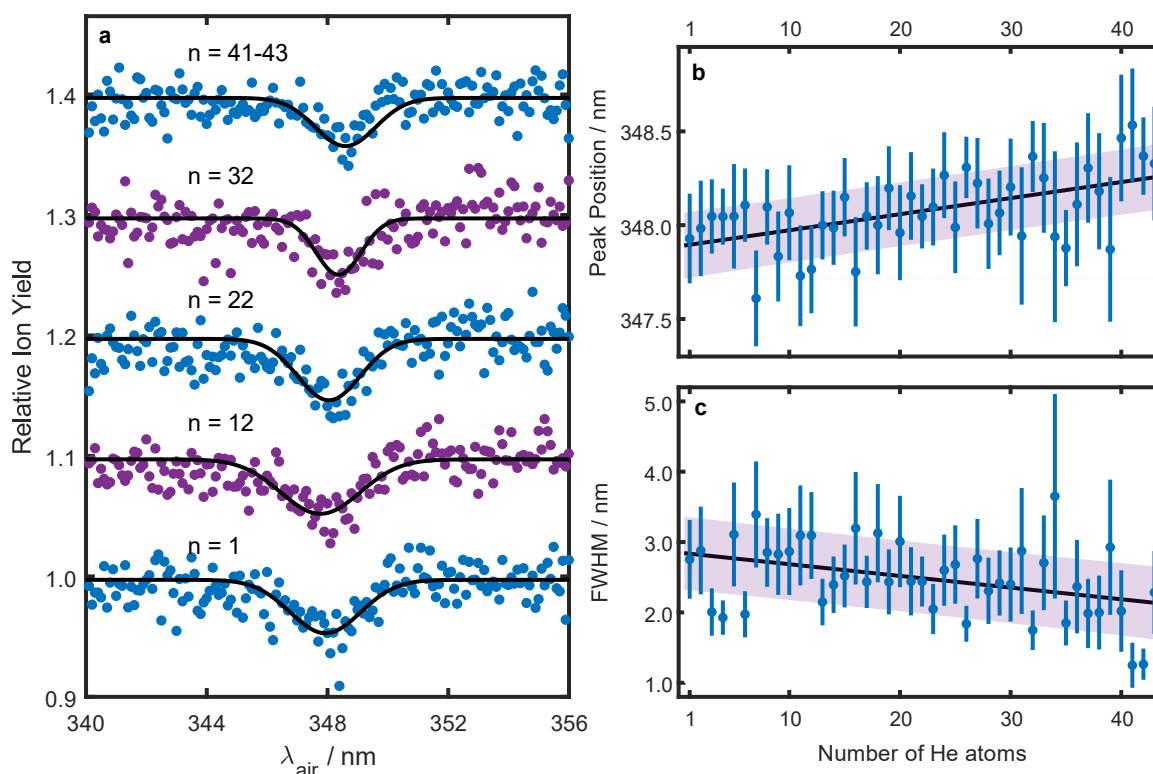 a
n = 41-43
n = 32
n = 22
n = 12
n = 1
Relative Ion Yield
1.4
1.3
1.2
1.1
1.0
0.9
340
344
348
352
356
λair / nm
1
10
20
30
40
b
Peak Position / nm
348.5
348.0
347.5
c
FWHM / nm
5.0
4.0
3.0
2.0
1.0
1
10
20
30
40
Number of He atoms